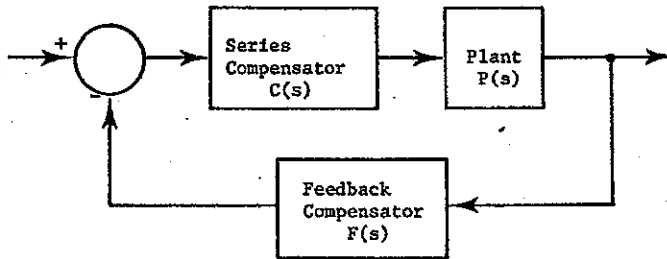 +
-
Series
Compensator
C(s)
Plant
P(s)
Feedback
Compensator
F(s)